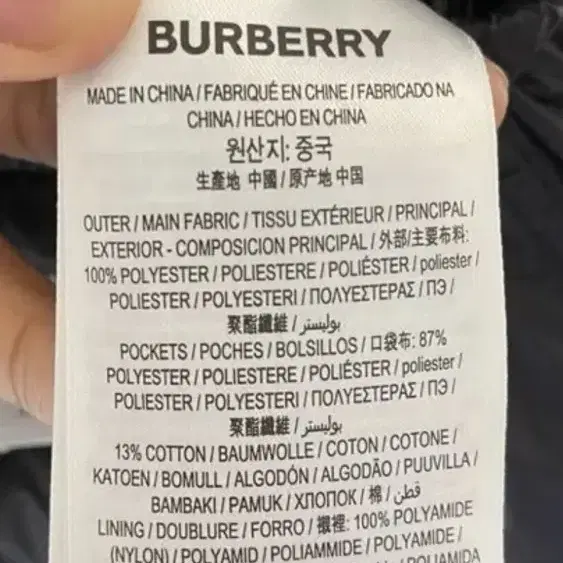 BURBERRY
MADE IN CHINA / FABRIQUÉ EN CHINE / FABRICADO NA
CHINA / HECHO EN CHINA
원산지: 중국
生產地 中國 / 原产地 中国
OUTER / MAIN FABRIC / TISSU EXTÉRIEUR / PRINCIPAL /
EXTERIOR - COMPOSICION PRINCIPAL / 外部/主要布料:
100% POLYESTER / POLIESTERE / POLIÉSTER / poliester /
POLIESTER / POLYESTERI / ΠΟΛΥΕΣΤΕΡΑΣ / ПЭ /
聚酯纖維 / بوليستر
POCKETS / POCHES / BOLSILLOS / 口袋布: 87%
POLYESTER / POLIESTERE / POLIÉSTER / poliester /
POLIESTER / POLYESTERI / ΠΟΛΥΕΣΤΕΡΑΣ / ПЭ /
聚酯纖維 / بوليستر
13% COTTON / BAUMWOLLE / COTON / COTONE /
KATOEN / BOMULL / ALGODÓN / ALGODÃO / PUUVILLA /
BAMBAKI / PAMUK / ХЛОПОК / 棉 / قطن
LINING / DOUBLURE / FORRO / 襯裡: 100% POLYAMIDE
(NYLON) / POLYAMID / POLIAMMIDE / POLYAMIDE /
POLIAMIDA